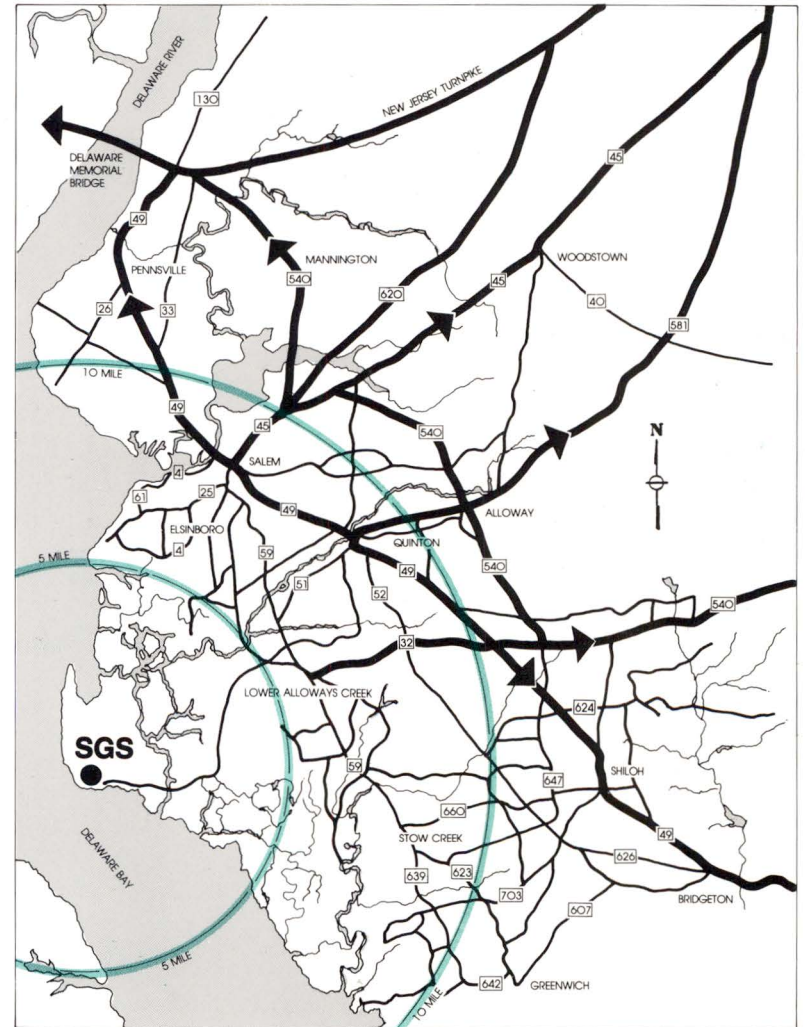 DELAWARE RIVER
130
NEW JERSEY TURNPIKE
DELAWARE
MEMORIAL
BRIDGE
45
49
PENNSVILLE
MANNINGTON
WOODSTOWN
540
45
620
40
26
33
581
10 MILE
49
45
540
N
SALEM
4
61
25
49
ALLOWAY
ELSINBORO
4
59
QUINTON
5 MILE
49
540
51
52
540
32
LOWER ALLOWAYS CREEK
624
SGS
59
647
SHILOH
660
49
STOW CREEK
DELAWARE BAY
626
639
623
703
BRIDGETON
607
5 MILE
642
GREENWICH
10 MILE